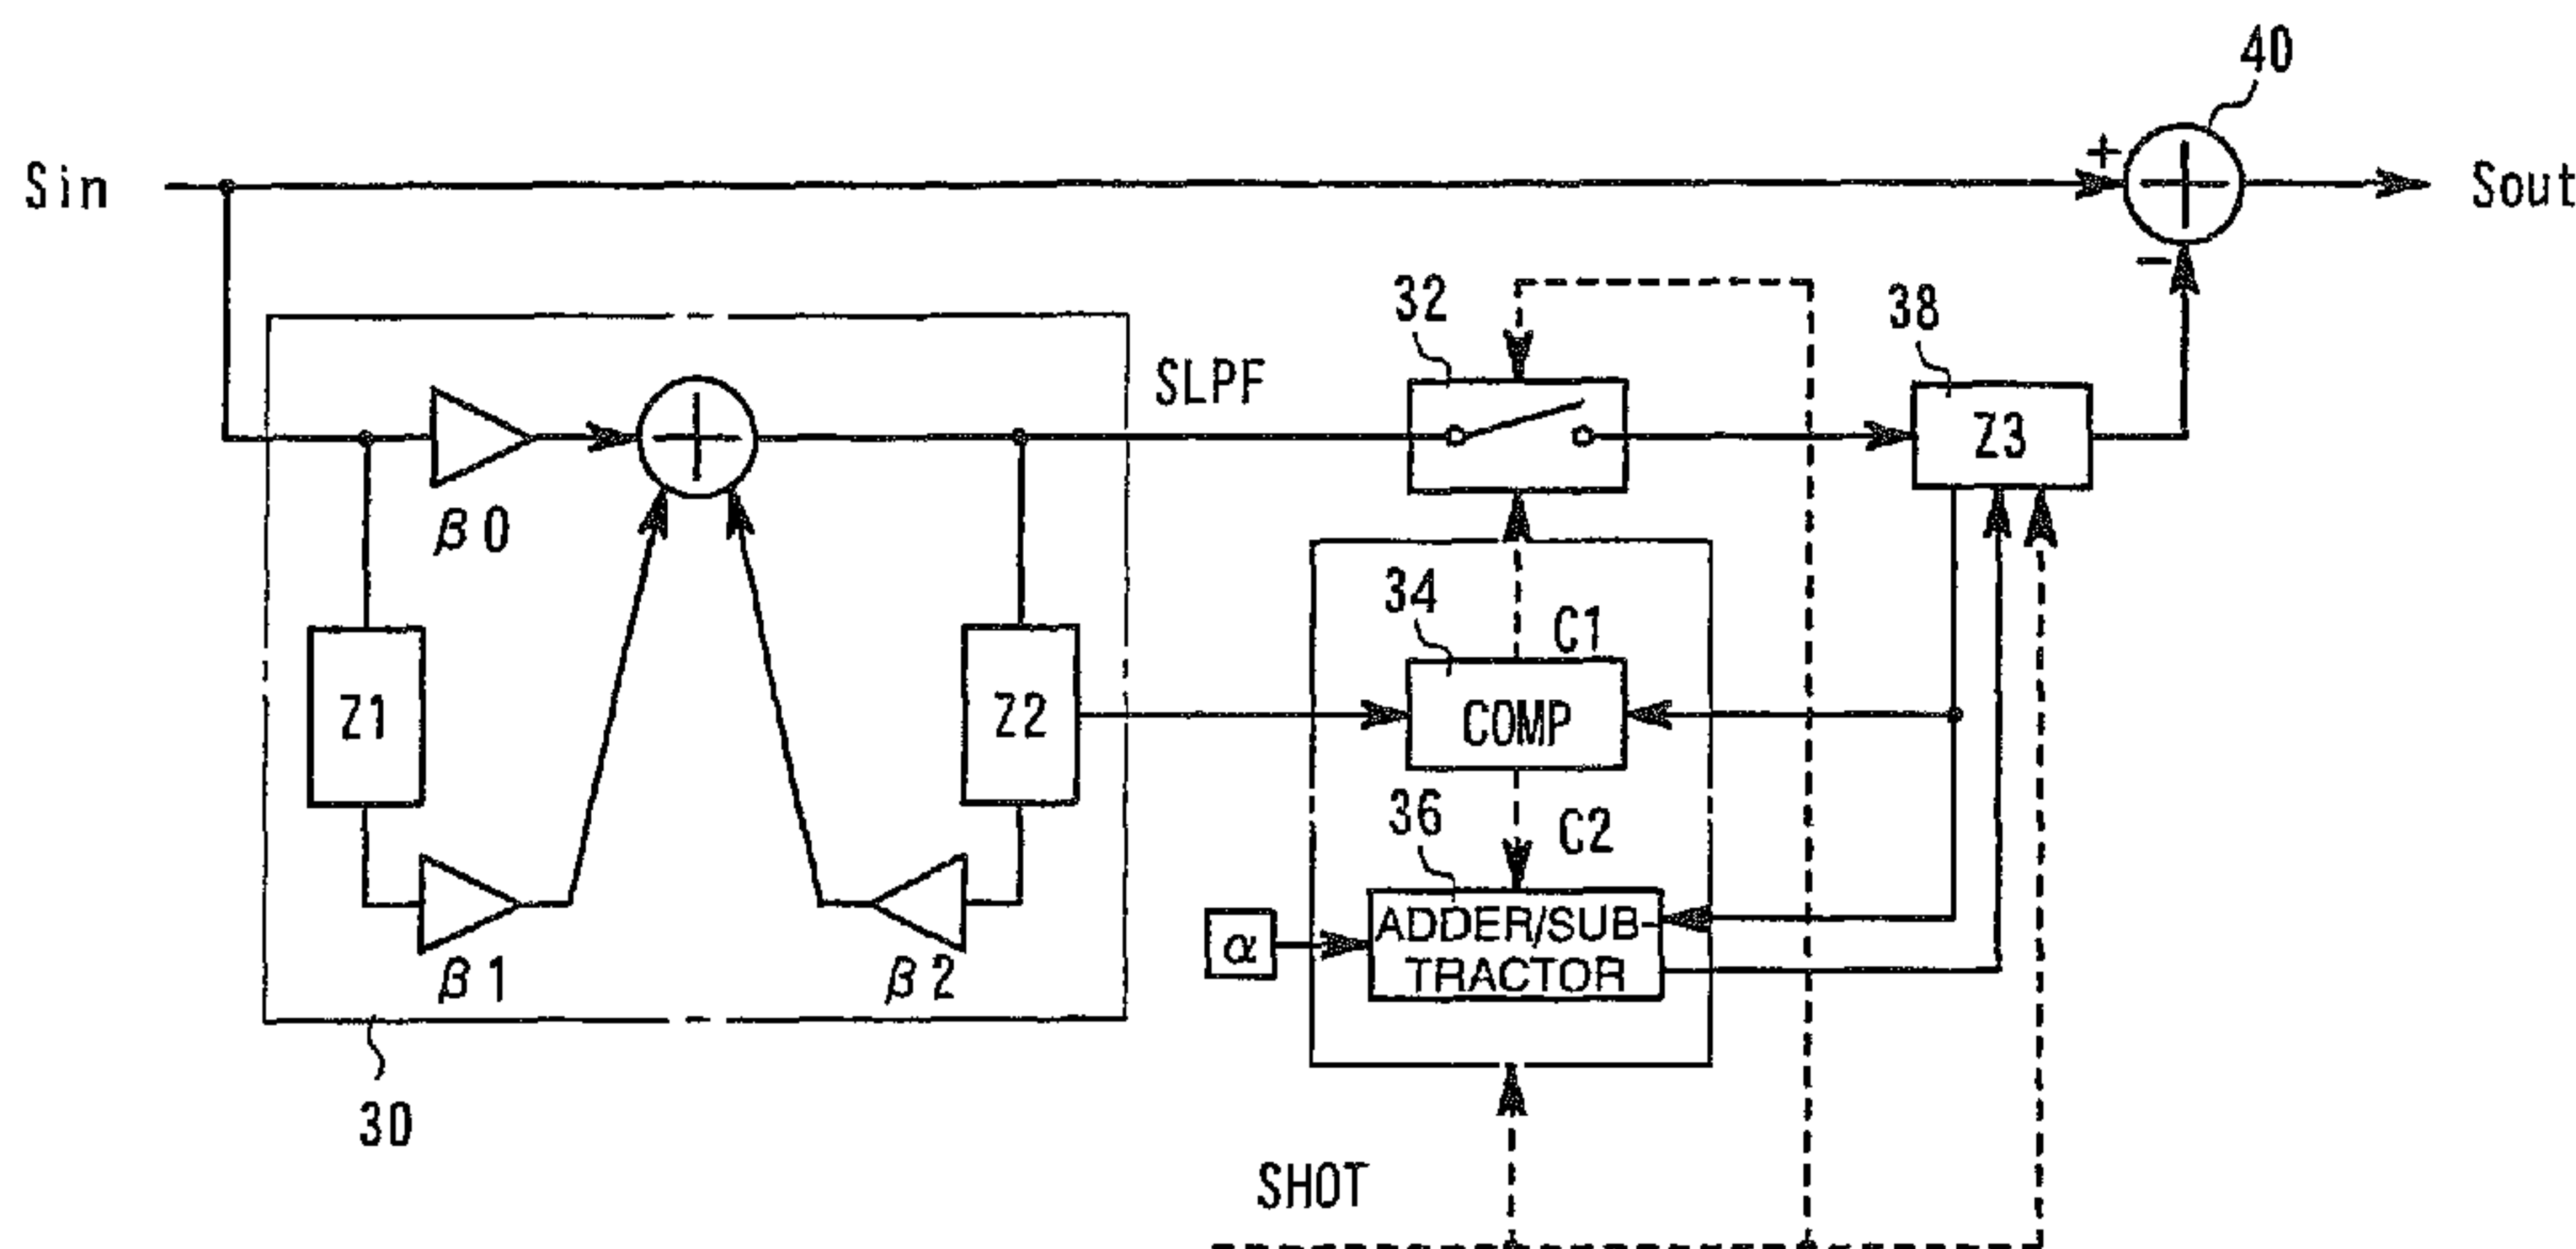 40
+
Sin
Sout
-
32
38
SLPF
Z3
β0
34
C1
Z1
Z2
COMP
36
C2
α
ADDER/SUB-
TRACTOR
β1
β2
30
SHOT